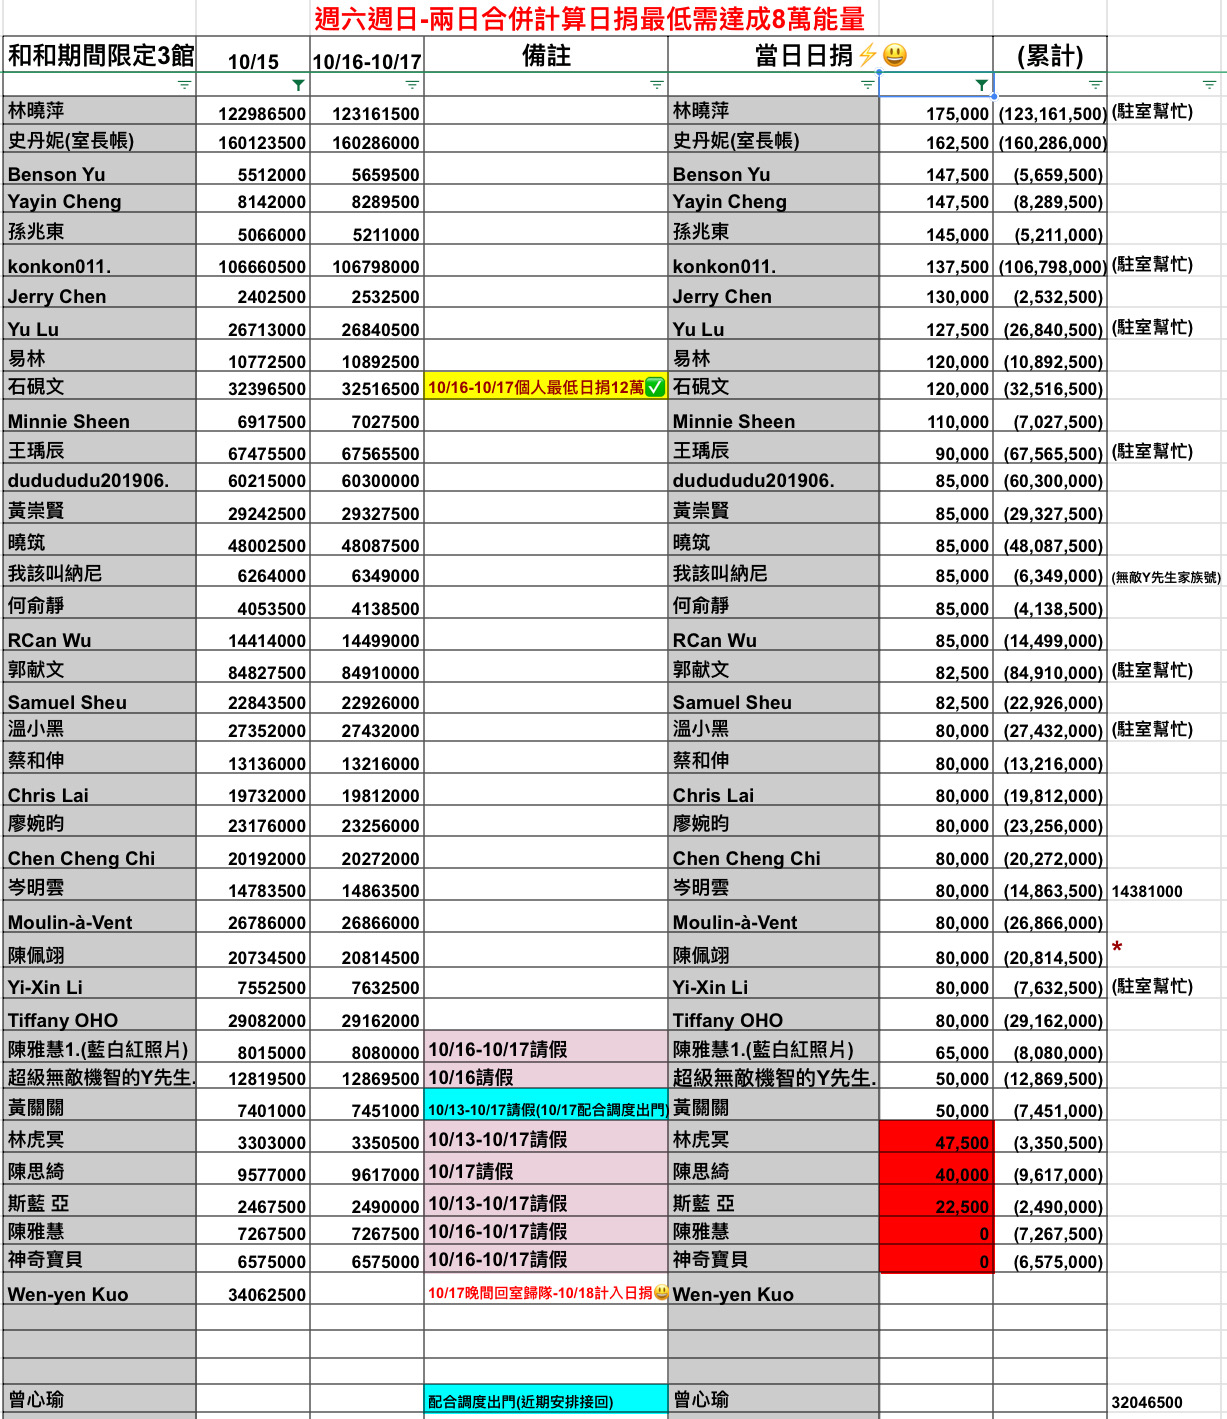 週六週日-兩日合併計算日捐最低需達成8萬能量
和和期間限定3館 10/15 10/16-10/17 備註 當日日捐⚡😃 (累計)
林曉萍 122986500 123161500 林曉萍 175,000 (123,161,500) (駐室幫忙)
史丹妮(室長帳) 160123500 160286000 史丹妮(室長帳) 162,500 (160,286,000)
Benson Yu 5512000 5659500 Benson Yu 147,500 (5,659,500)
Yayin Cheng 8142000 8289500 Yayin Cheng 147,500 (8,289,500)
孫兆東 5066000 5211000 孫兆東 145,000 (5,211,000)
konkon011. 106660500 106798000 konkon011. 137,500 (106,798,000) (駐室幫忙)
Jerry Chen 2402500 2532500 Jerry Chen 130,000 (2,532,500)
Yu Lu 26713000 26840500 Yu Lu 127,500 (26,840,500) (駐室幫忙)
易林 10772500 10892500 易林 120,000 (10,892,500)
石硯文 32396500 32516500 10/16-10/17個人最低日捐12萬✅ 石硯文 120,000 (32,516,500)
Minnie Sheen 6917500 7027500 Minnie Sheen 110,000 (7,027,500)
王瑀辰 67475500 67565500 王瑀辰 90,000 (67,565,500) (駐室幫忙)
dudududu201906. 60215000 60300000 dudududu201906. 85,000 (60,300,000)
黃崇賢 29242500 29327500 黃崇賢 85,000 (29,327,500)
曉筑 48002500 48087500 曉筑 85,000 (48,087,500)
我該叫納尼 6264000 6349000 我該叫納尼 85,000 (6,349,000) (無敵Y先生家族號)
何俞靜 4053500 4138500 何俞靜 85,000 (4,138,500)
RCan Wu 14414000 14499000 RCan Wu 85,000 (14,499,000)
郭献文 84827500 84910000 郭献文 82,500 (84,910,000) (駐室幫忙)
Samuel Sheu 22843500 22926000 Samuel Sheu 82,500 (22,926,000)
溫小黑 27352000 27432000 溫小黑 80,000 (27,432,000) (駐室幫忙)
蔡和伸 13136000 13216000 蔡和伸 80,000 (13,216,000)
Chris Lai 19732000 19812000 Chris Lai 80,000 (19,812,000)
廖婉昀 23176000 23256000 廖婉昀 80,000 (23,256,000)
Chen Cheng Chi 20192000 20272000 Chen Cheng Chi 80,000 (20,272,000)
岑明雲 14783500 14863500 岑明雲 80,000 (14,863,500) 14381000
Moulin-à-Vent 26786000 26866000 Moulin-à-Vent 80,000 (26,866,000)
陳佩翊 20734500 20814500 陳佩翊 80,000 (20,814,500) *
Yi-Xin Li 7552500 7632500 Yi-Xin Li 80,000 (7,632,500) (駐室幫忙)
Tiffany OHO 29082000 29162000 Tiffany OHO 80,000 (29,162,000)
陳雅慧1.(藍白紅照片) 8015000 8080000 10/16-10/17請假 陳雅慧1.(藍白紅照片) 65,000 (8,080,000)
超級無敵機智的Y先生. 12819500 12869500 10/16請假 超級無敵機智的Y先生. 50,000 (12,869,500)
黃關關 7401000 7451000 10/13-10/17請假(10/17配合調度出門) 黃關關 50,000 (7,451,000)
林虎冥 3303000 3350500 10/13-10/17請假 林虎冥 47,500 (3,350,500)
陳思綺 9577000 9617000 10/17請假 陳思綺 40,000 (9,617,000)
斯藍 亞 2467500 2490000 10/13-10/17請假 斯藍 亞 22,500 (2,490,000)
陳雅慧 7267500 7267500 10/16-10/17請假 陳雅慧 0 (7,267,500)
神奇寶貝 6575000 6575000 10/16-10/17請假 神奇寶貝 0 (6,575,000)
Wen-yen Kuo 34062500 10/17晚間回室歸隊-10/18計入日捐😃 Wen-yen Kuo
曾心瑜 配合調度出門(近期安排接回) 曾心瑜 32046500